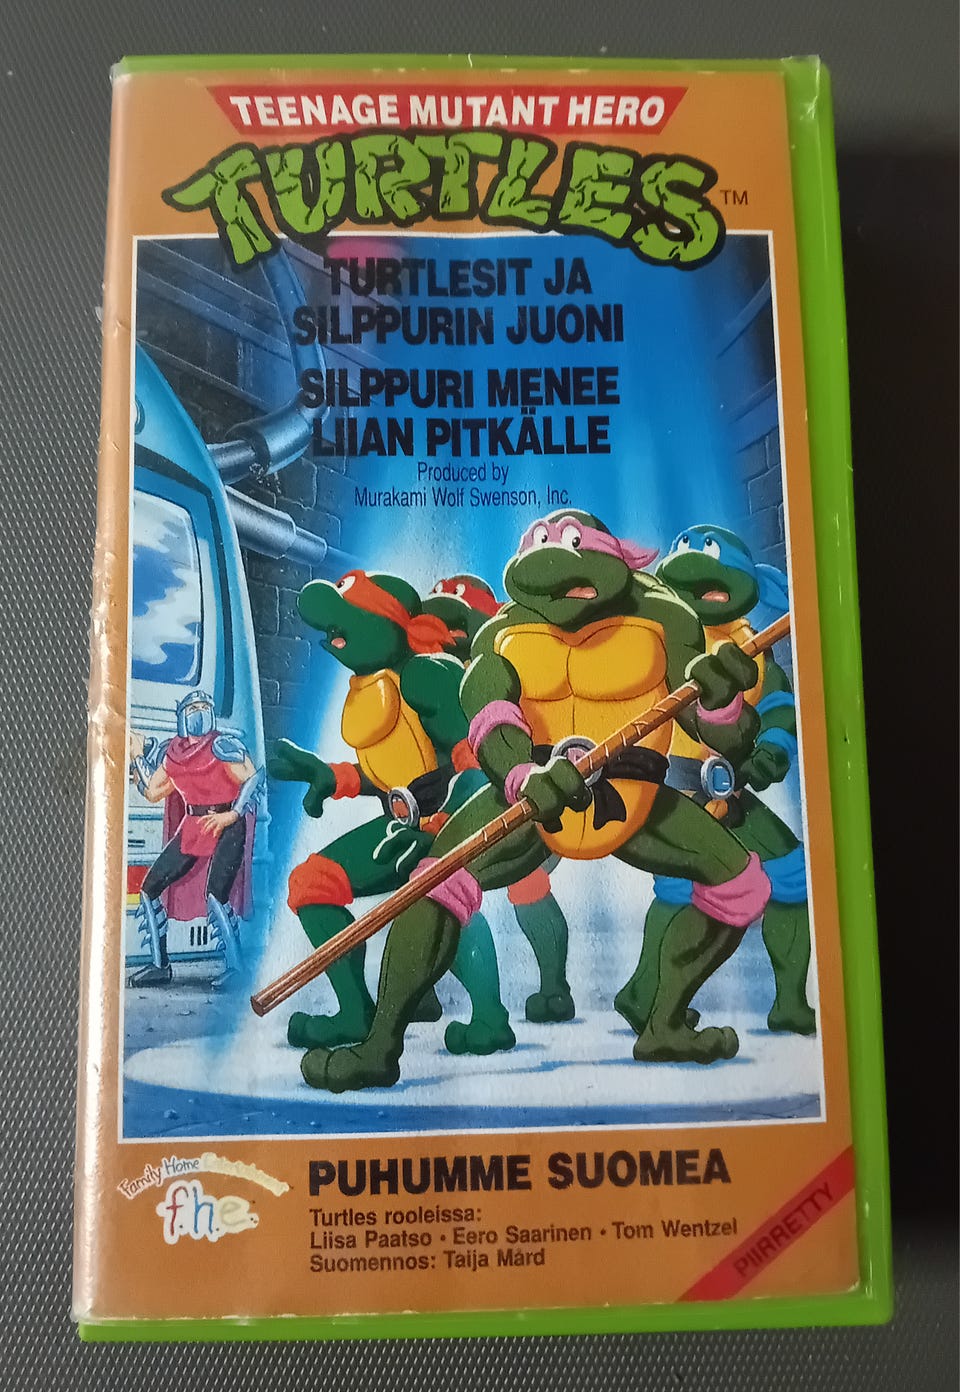 TEENAGE MUTANT HERO
TURTLES TM
TURTLESIT JA
SILPPURIN JUONI
SILPPURI MENEE
LIIAN PITKÄLLE
Produced by
Murakami Wolf Swenson, Inc.
Family Home Entertainment
f.h.e.
PUHUMME SUOMEA
Turtles rooleissa:
Liisa Paatso • Eero Saarinen • Tom Wentzel
Suomennos: Taija Mård
PIIRRETTY